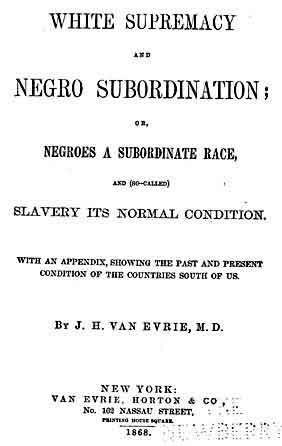 WHITE SUPREMACY
AND
NEGRO SUBORDINATION;
OR,
NEGROES A SUBORDINATE RACE,
AND (SO-CALLED)
SLAVERY ITS NORMAL CONDITION.
WITH AN APPENDIX, SHOWING THE PAST AND PRESENT
CONDITION OF THE COUNTRIES SOUTH OF US.
BY J. H. VAN EVRIE, M.D.
NEW YORK:
VAN EVRIE, HORTON & CO.,
No. 162 NASSAU STREET,
PRINTING HOUSE SQUARE.
1868.
THE
NEWBERRY